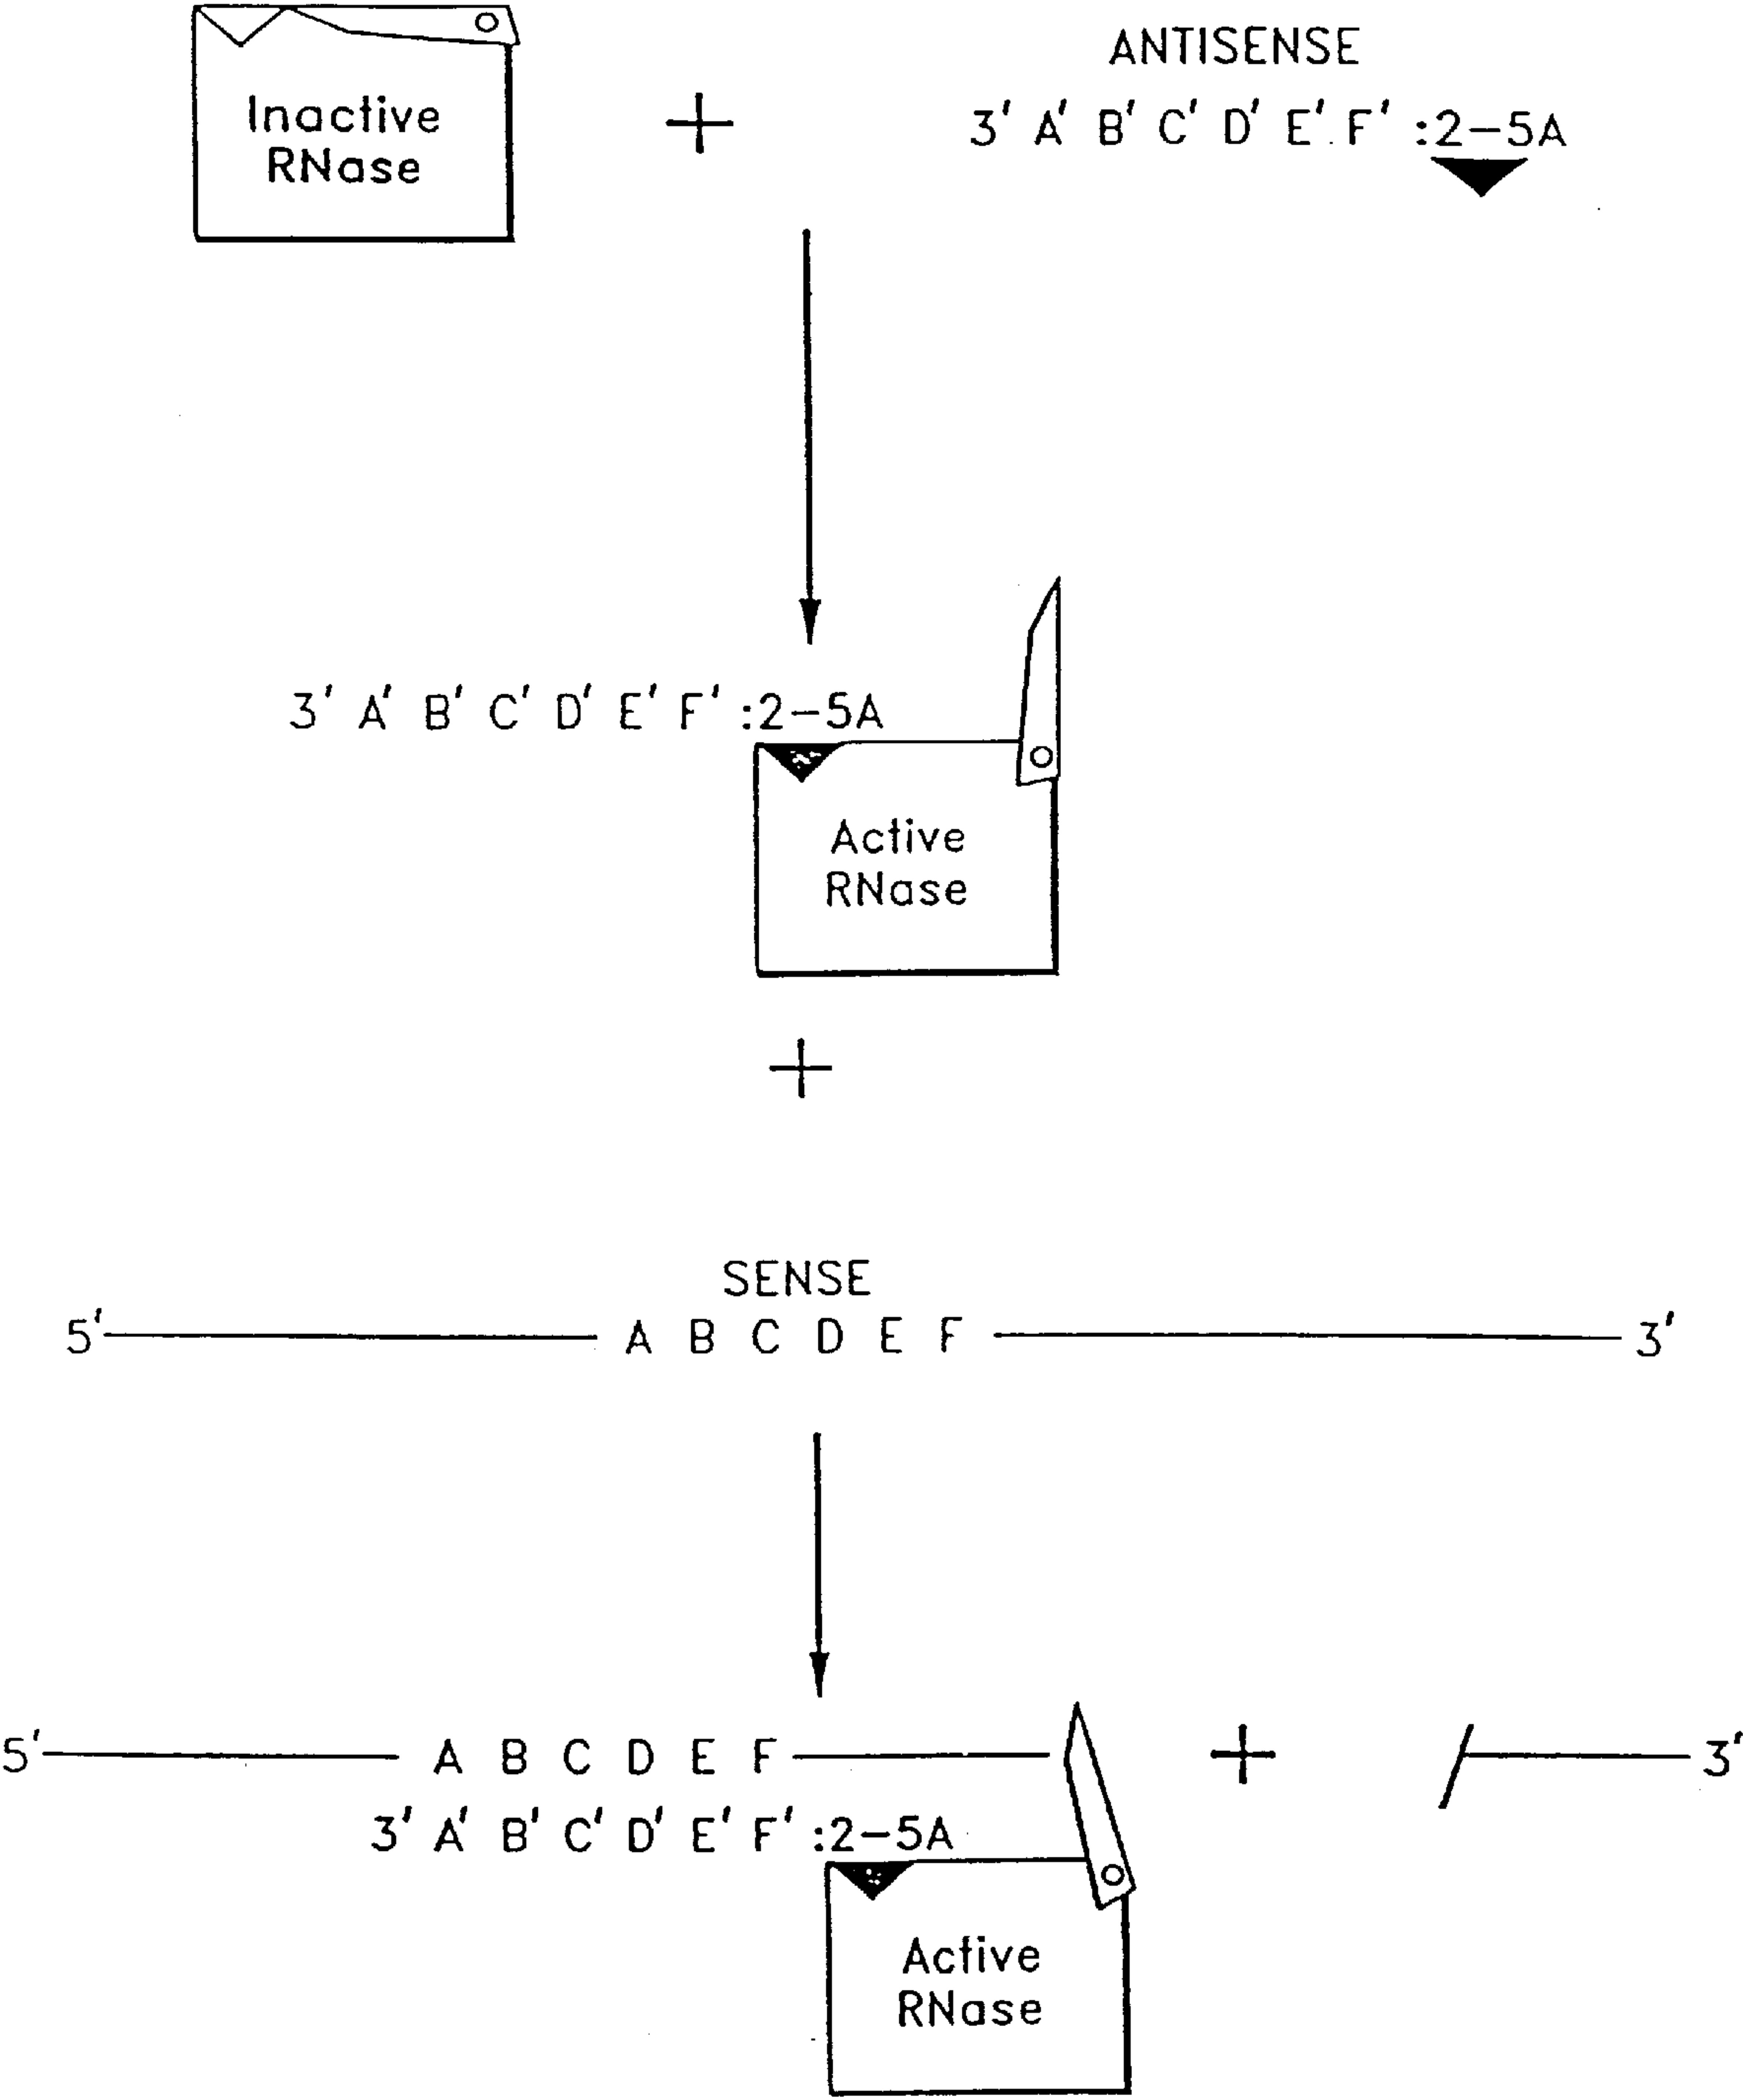 ANTISENSE
Inactive
RNase
+
3' A' B' C' D' E' F' :2-5A
3' A' B' C' D' E' F' :2-5A
Active
RNase
+
SENSE
5' A B C D E F 3'
5' A B C D E F + 3'
3' A' B' C' D' E' F' :2-5A
Active
RNase